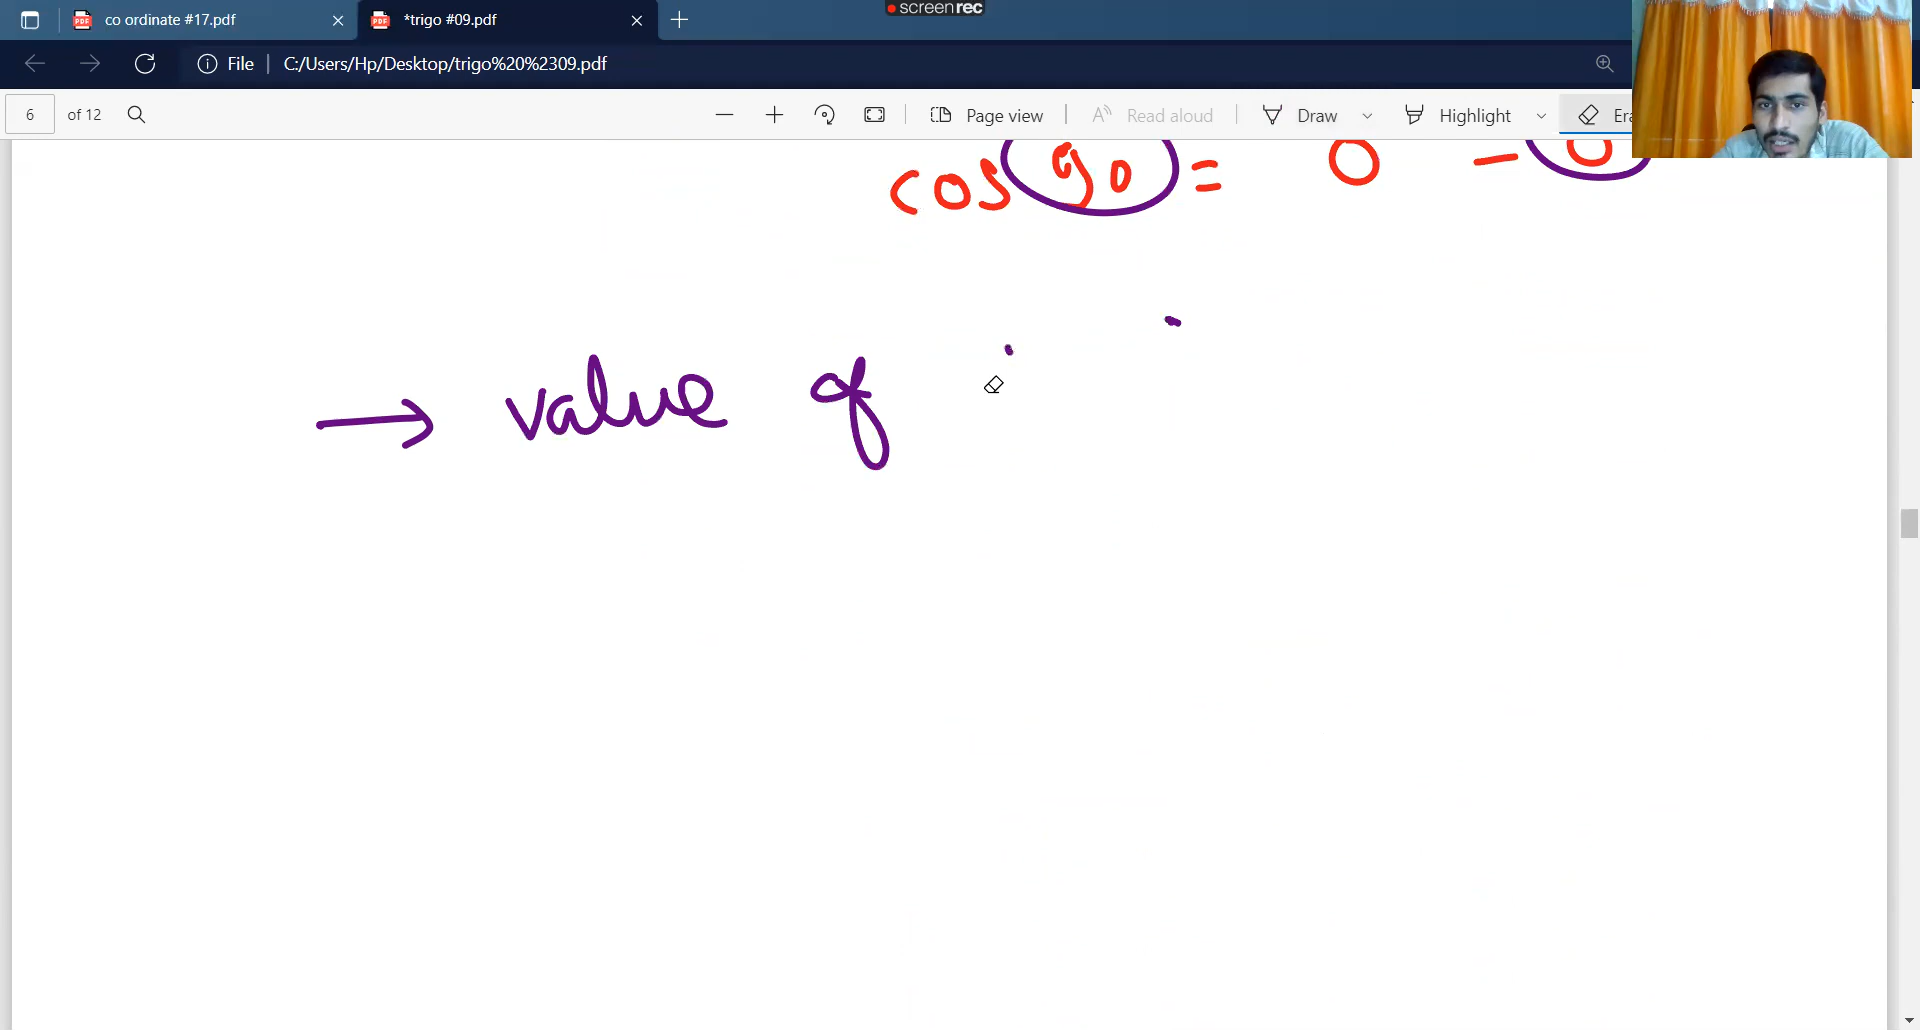 co ordinate #17.pdf
*trigo #09.pdf
screenrec
File
C:/Users/Hp/Desktop/trigo%20%2309.pdf
6 of 12
Page view
Read aloud
Draw
Highlight
cos 90 = 0 -
→ value of